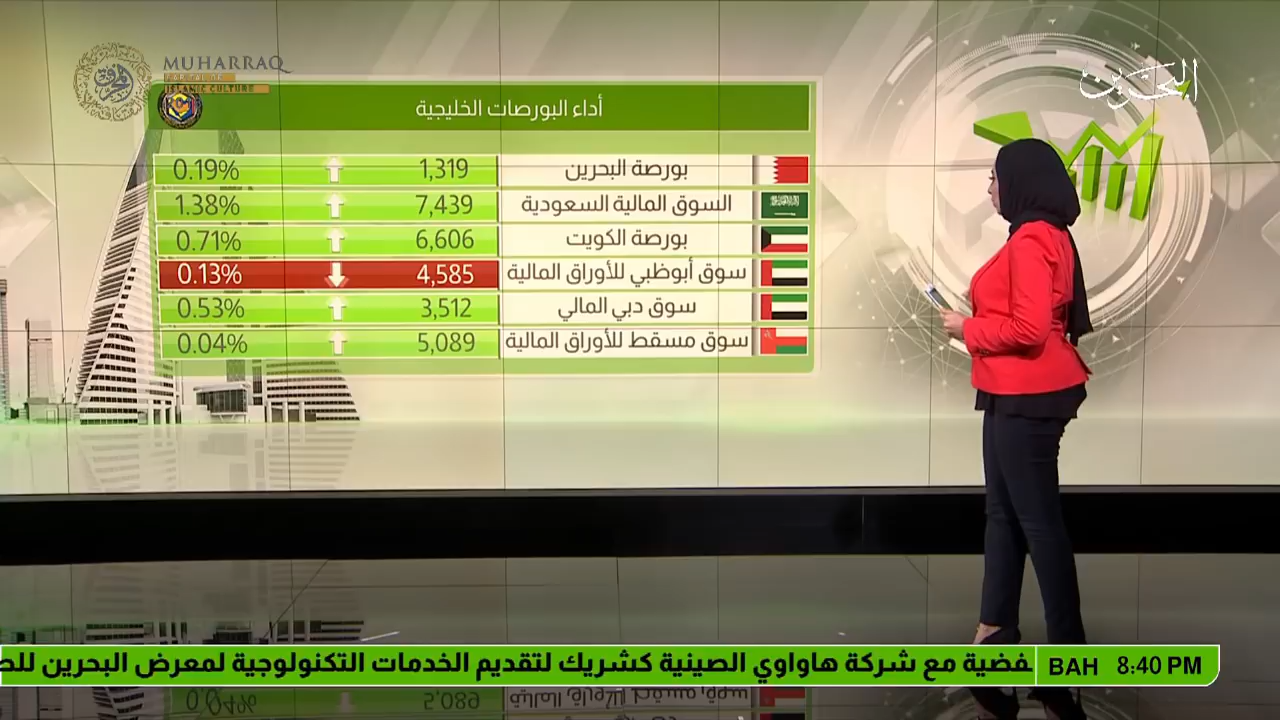 MUHARRAQ
CAPITAL OF
ISLAMIC CULTURE
البحرين
أداء البورصات الخليجية
بورصة البحرين 1,319 0.19%
السوق المالية السعودية 7,439 1.38%
بورصة الكويت 6,606 0.71%
سوق أبوظبي للأوراق المالية 4,585 0.13%
سوق دبي المالي 3,512 0.53%
سوق مسقط للأوراق المالية 5,089 0.04%
BAH 8:40 PM
مع شركة هاواوي الصينية كشريك لتقديم الخدمات التكنولوجية لمعرض البحرين